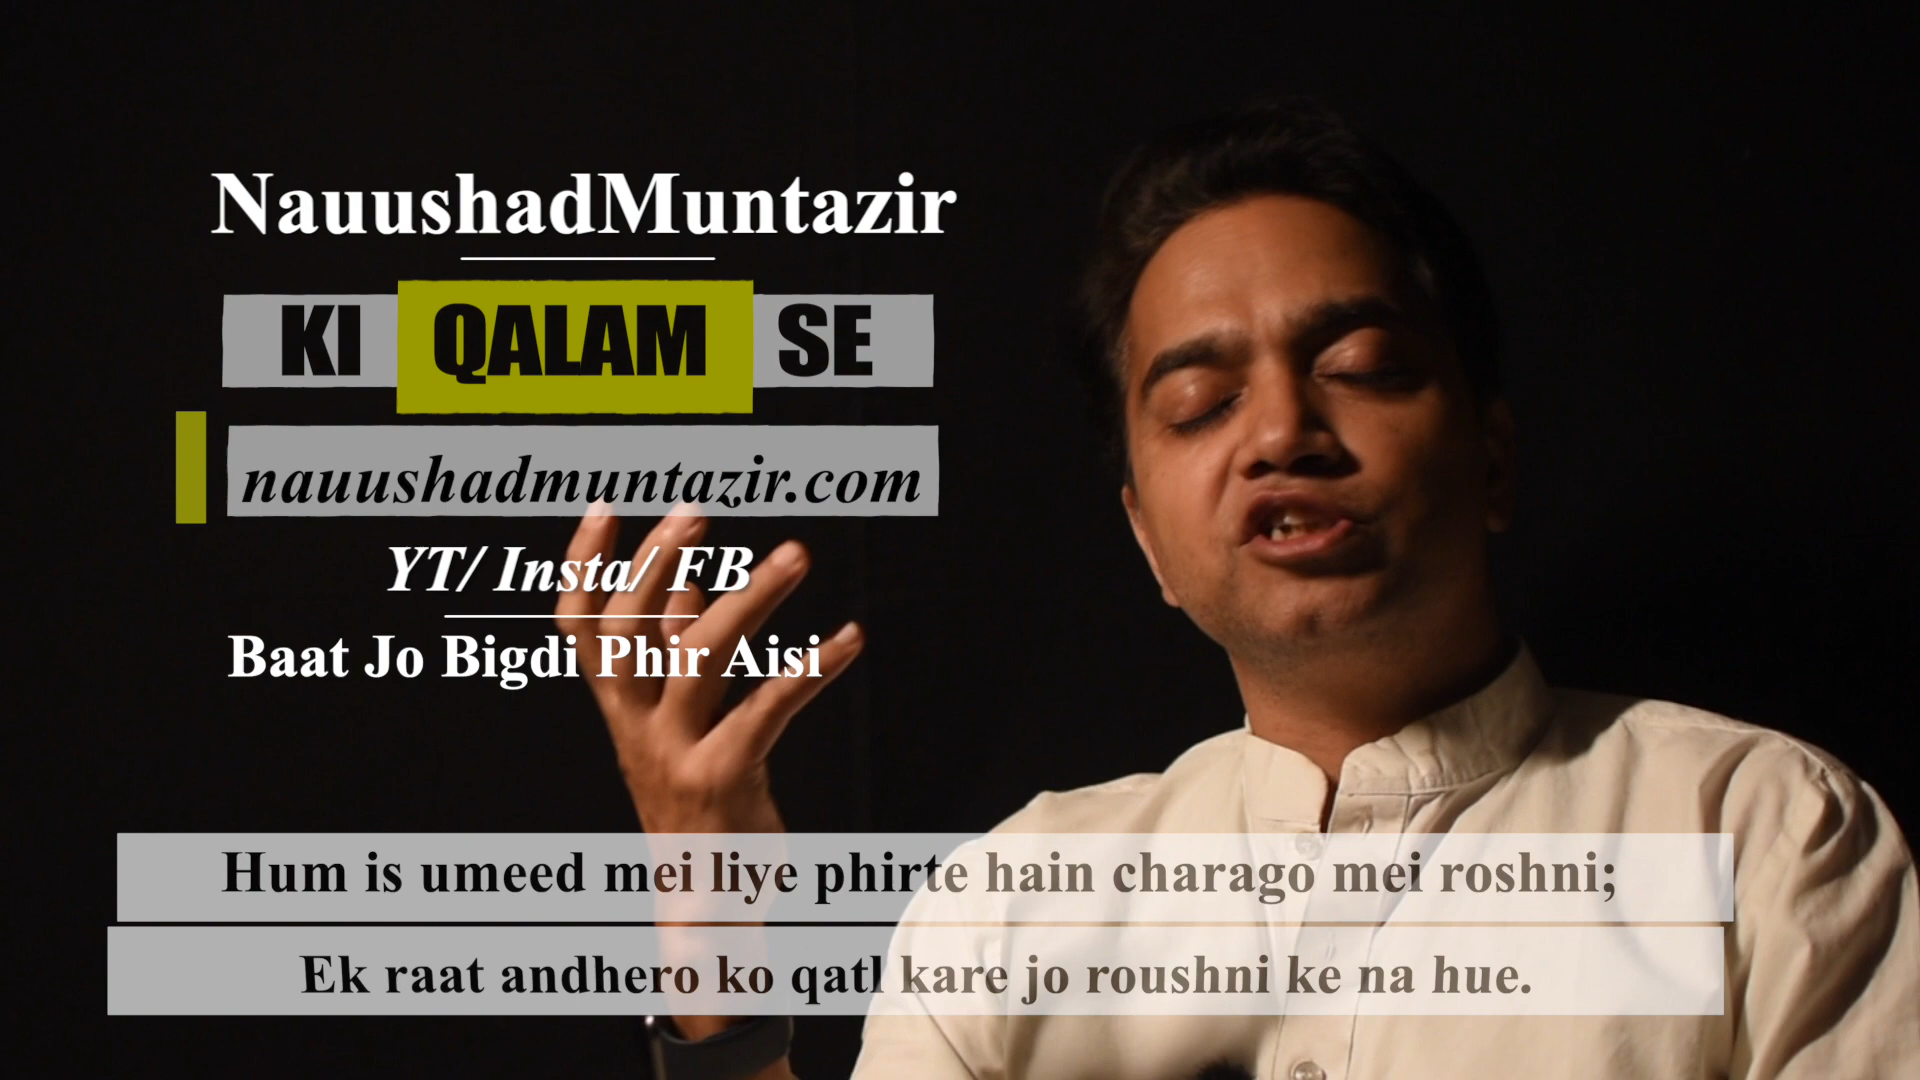 NauushadMuntazir
KI QALAM SE
nauushadmuntazir.com
YT/ Insta/ FB
Baat Jo Bigdi Phir Aisi
Hum is umeed mei liye phirte hain charago mei roshni;
Ek raat andhero ko qatl kare jo roushni ke na hue.